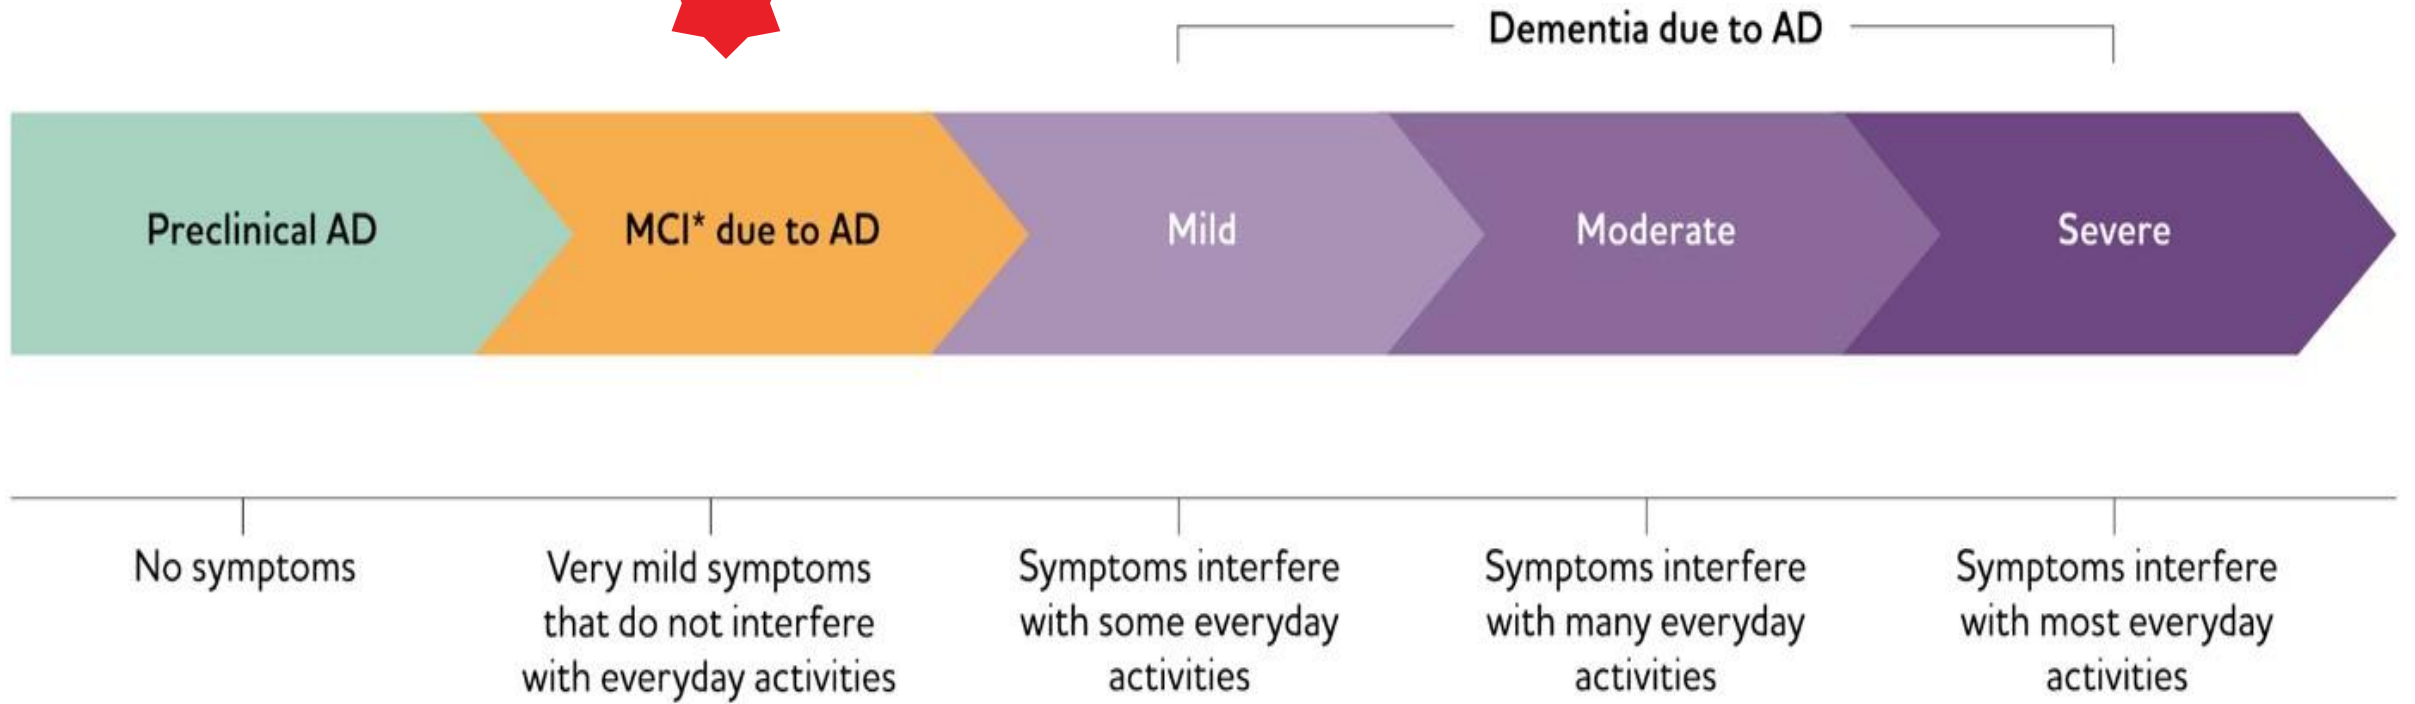 Dementia due to AD
Preclinical AD
MCI* due to AD
Mild
Moderate
Severe
No symptoms
Very mild symptoms
that do not interfere
with everyday activities
Symptoms interfere
with some everyday
activities
Symptoms interfere
with many everyday
activities
Symptoms interfere
with most everyday
activities